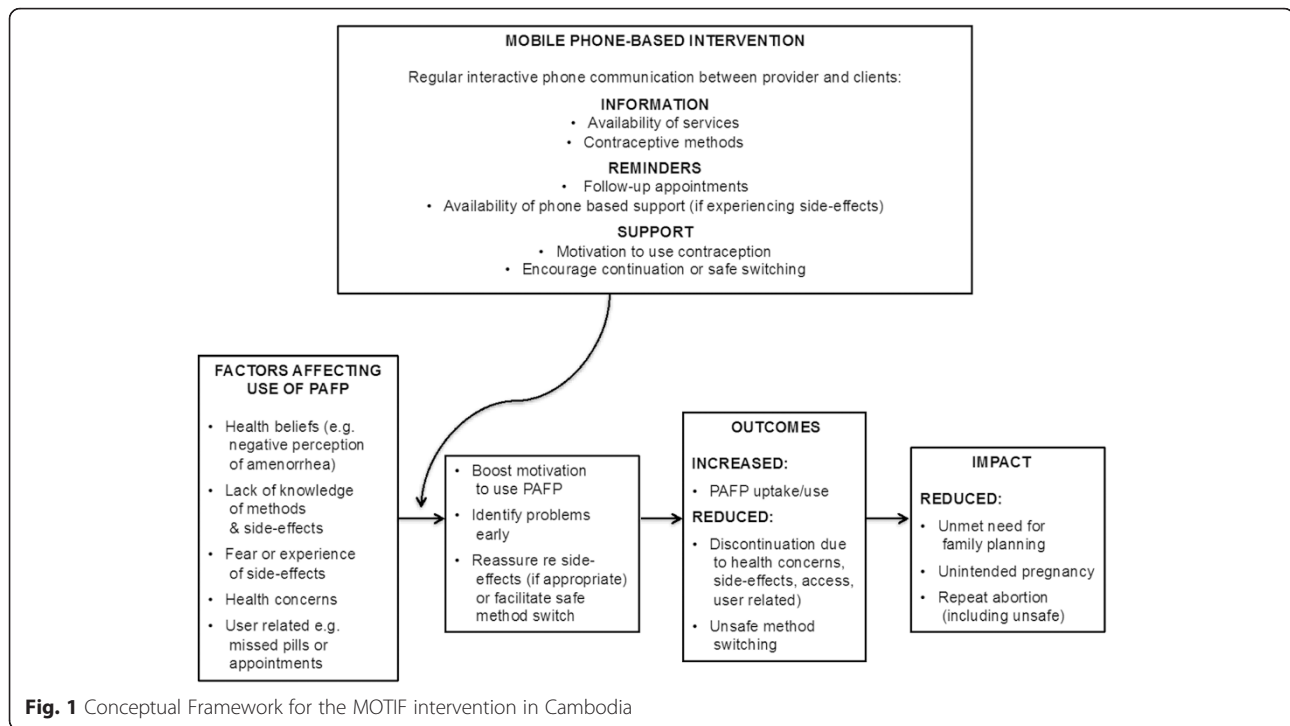 MOBILE PHONE-BASED INTERVENTION
Regular interactive phone communication between provider and clients:
INFORMATION
• Availability of services
• Contraceptive methods
REMINDERS
• Follow-up appointments
• Availability of phone based support (if experiencing side-effects)
SUPPORT
• Motivation to use contraception
• Encourage continuation or safe switching
FACTORS AFFECTING
USE OF PAFP
• Health beliefs (e.g.
negative perception
of amenorrhea)
• Lack of knowledge
of methods
& side-effects
• Fear or experience
of side-effects
• Health concerns
• User related e.g.
missed pills or
appointments
• Boost motivation
to use PAFP
• Identify problems
early
• Reassure re side-
effects (if appropriate)
or facilitate safe
method switch
OUTCOMES
INCREASED:
• PAFP uptake/use
REDUCED:
• Discontinuation due
to health concerns,
side-effects, access,
user related)
• Unsafe method
switching
IMPACT
REDUCED:
• Unmet need for
family planning
• Unintended pregnancy
• Repeat abortion
(including unsafe)
Fig. 1 Conceptual Framework for the MOTIF intervention in Cambodia